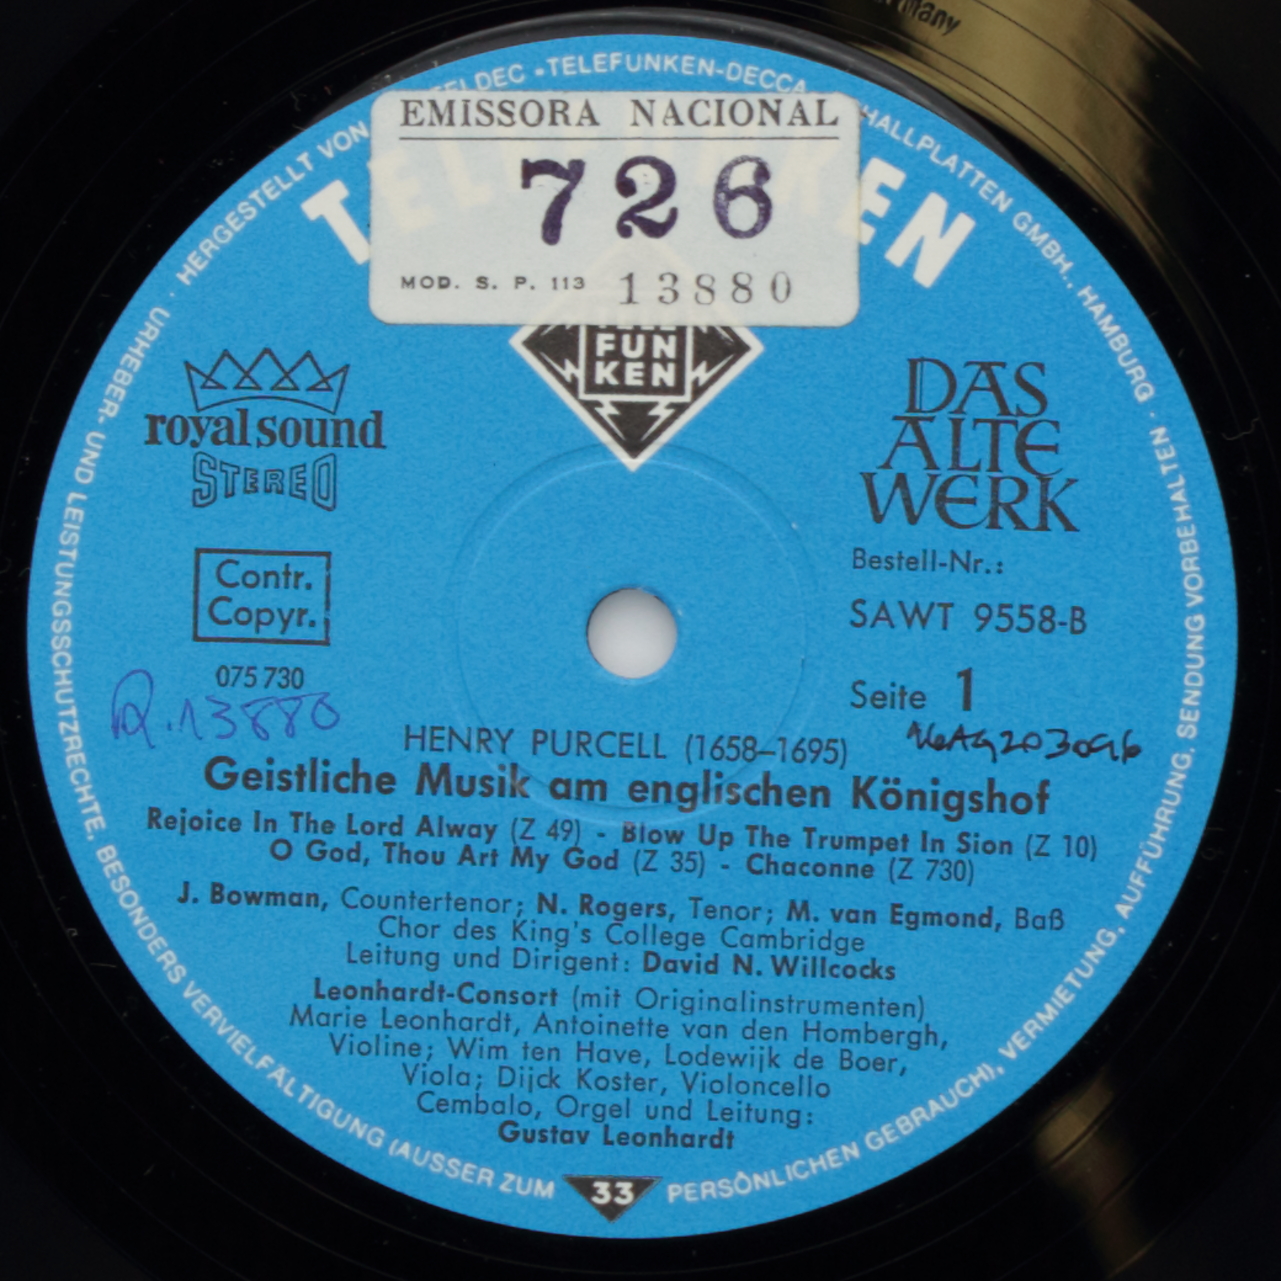 EMISSORA NACIONAL
726
MOD. S. P. 113 13880
HERGESTELLT VON TELDEC •TELEFUNKEN-DECCA SCHALLPLATTEN GMBH., HAMBURG · URHEBER- UND LEISTUNGSSCHUTZRECHTE, BESONDERS VERVIELFÄLTIGUNG (AUSSER ZUM PERSÖNLICHEN GEBRAUCH), VERMIETUNG, AUFFÜHRUNG, SENDUNG VORBEHALTEN
FUN
KEN
royal sound
STEREO
DAS
ALTE
WERK
Contr.
Copyr.
Bestell-Nr.:
SAWT 9558-B
075 730
R.13880
Seite 1
HENRY PURCELL (1658–1695)
Geistliche Musik am englischen Königshof
Rejoice In The Lord Alway (Z 49) - Blow Up The Trumpet In Sion (Z 10)
O God, Thou Art My God (Z 35) - Chaconne (Z 730)
J. Bowman, Countertenor; N. Rogers, Tenor; M. van Egmond, Baß
Chor des King's College Cambridge
Leitung und Dirigent: David N. Willcocks
Leonhardt-Consort (mit Originalinstrumenten)
Marie Leonhardt, Antoinette van den Hombergh,
Violine; Wim ten Have, Lodewijk de Boer,
Viola; Dijck Koster, Violoncello
Cembalo, Orgel und Leitung:
Gustav Leonhardt
33